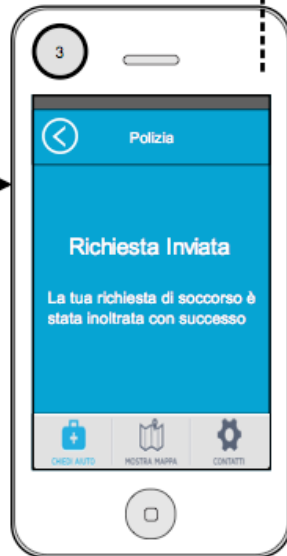 3
Polizia
Richiesta Inviata
La tua richiesta di soccorso è
stata inoltrata con successo
CHIEDI AIUTO MOSTRA MAPPA CONTATTI